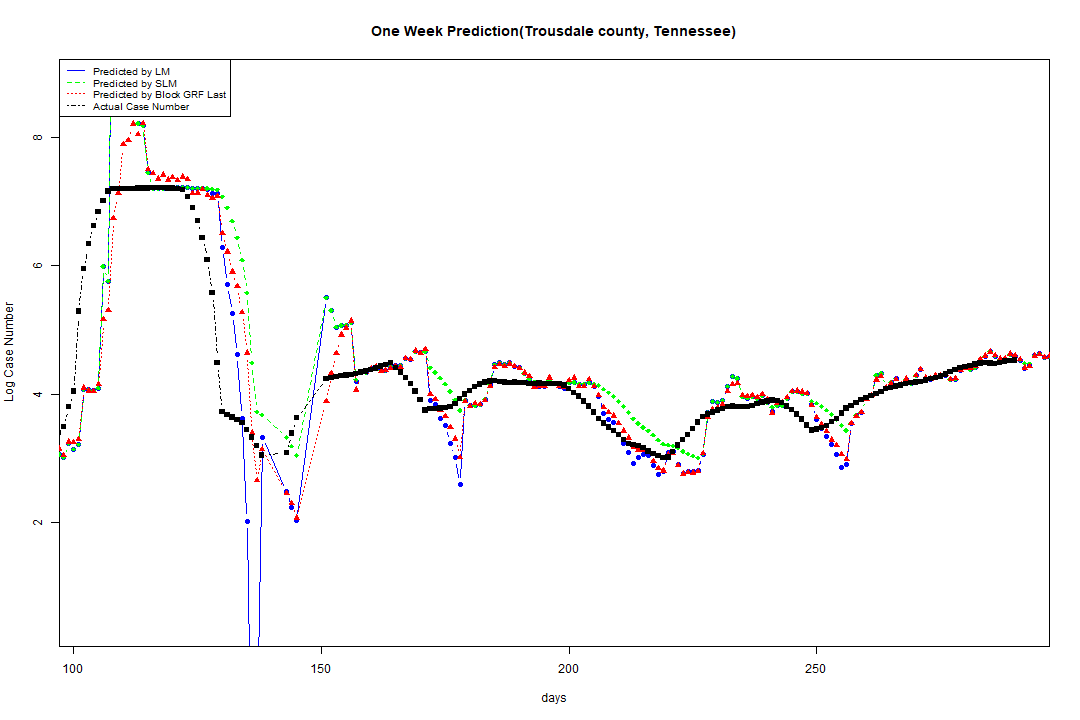 One Week Prediction(Trousdale county, Tennessee)
Predicted by LM
Predicted by SLM
Predicted by Block GRF Last
Actual Case Number
8
6
4
2
Log Case Number
100 150 200 250
days